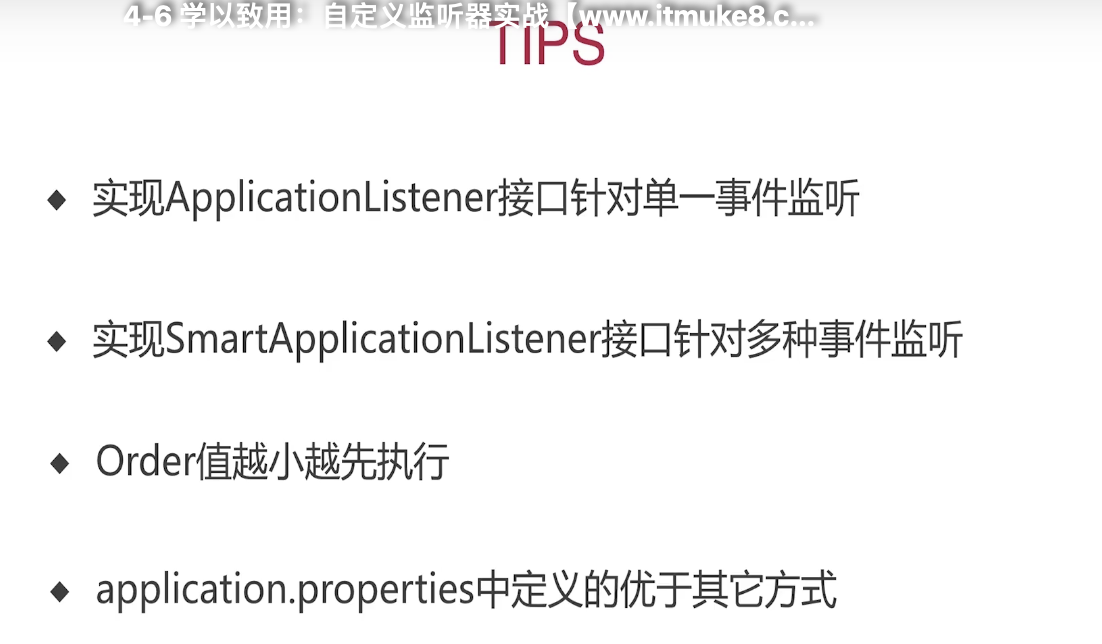 4-6 学以致用：自定义监听器实战【www.itmuke8.c...
TIPS
◆ 实现ApplicationListener接口针对单一事件监听
◆ 实现SmartApplicationListener接口针对多种事件监听
◆ Order值越小越先执行
◆ application.properties中定义的优于其它方式